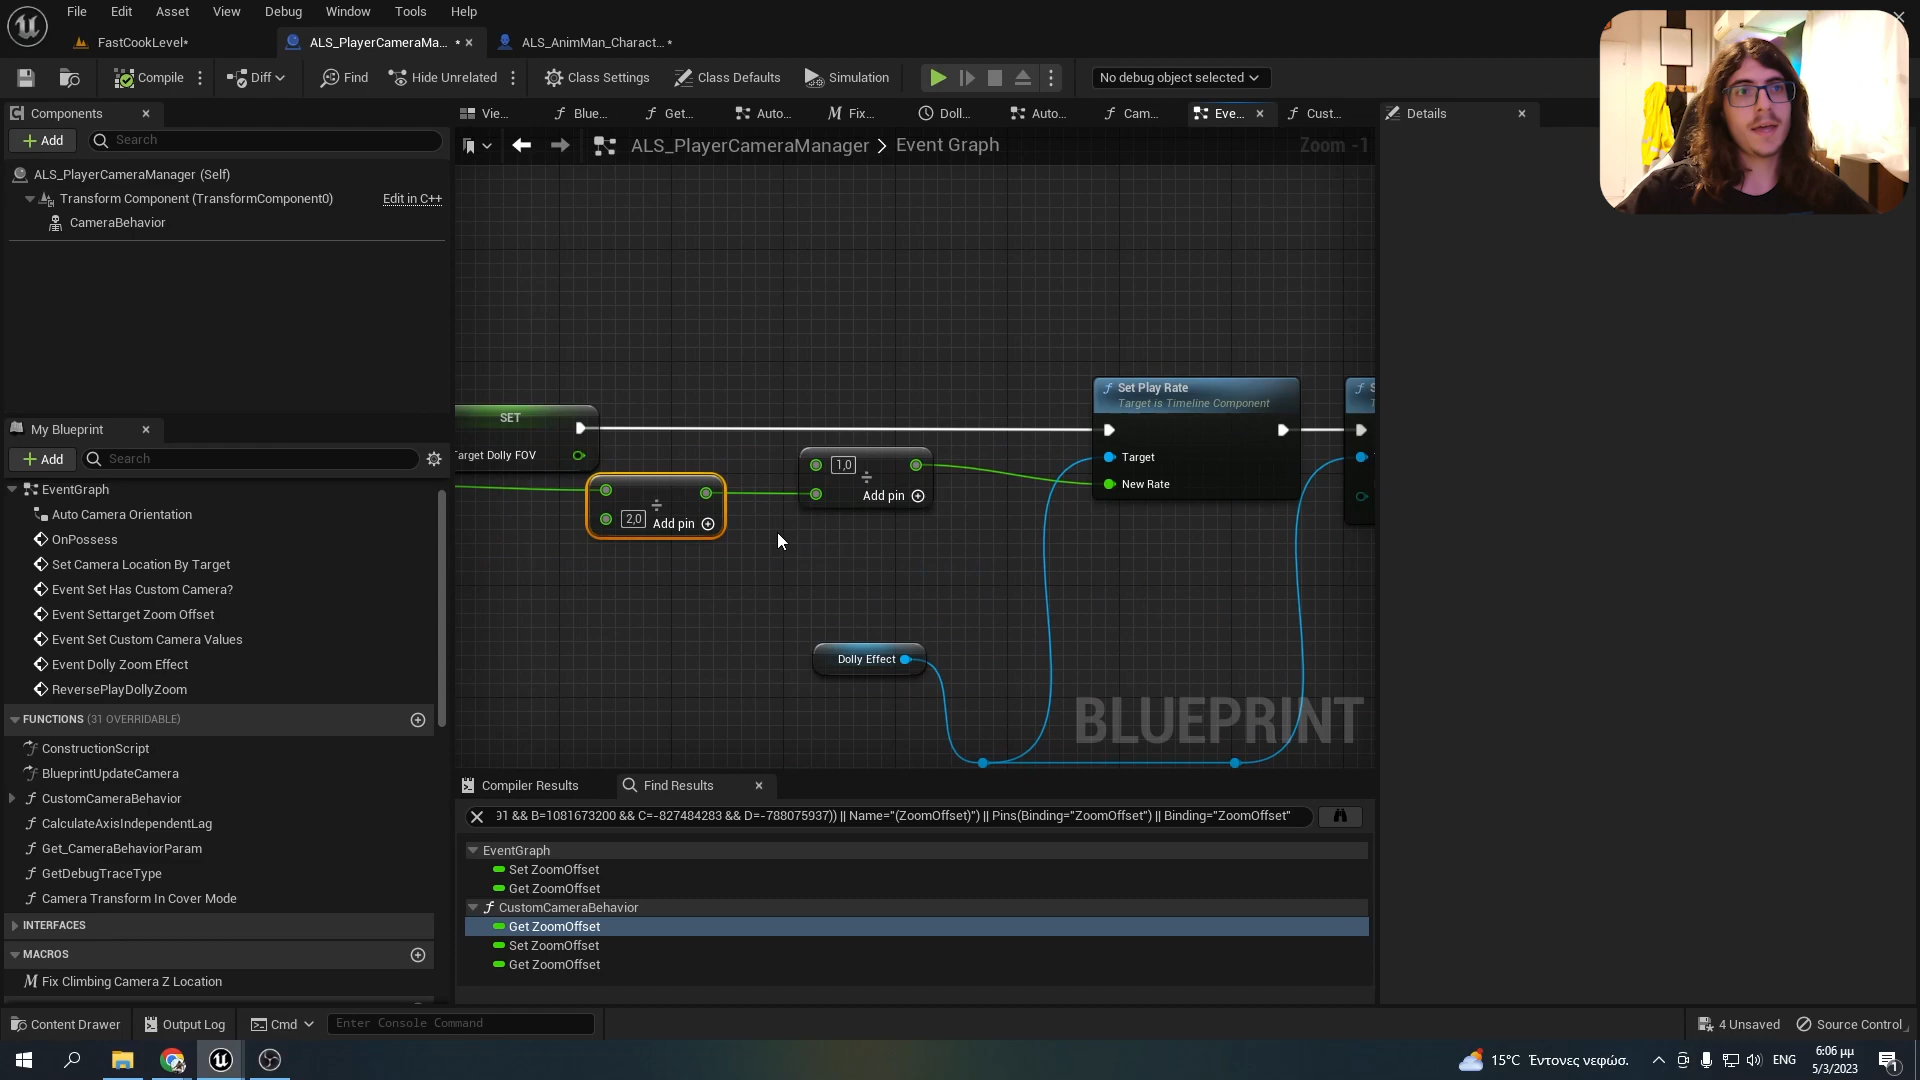 File Edit Asset View Debug Window Tools Help
FastCookLevel*
ALS_PlayerCameraMa... *
ALS_AnimMan_Charact... *
Compile
Diff
Find
Hide Unrelated
Class Settings
Class Defaults
Simulation
No debug object selected
Components
Vie...
Blue...
Get...
Auto...
Fix...
Doll...
Auto...
Cam...
Eve...
Cust...
Details
Add
Search
ALS_PlayerCameraManager > Event Graph
Zoom -1
ALS_PlayerCameraManager (Self)
Transform Component (TransformComponent0)
Edit in C++
CameraBehavior
SET
Target Dolly FOV
2,0
Add pin
1,0
Add pin
Set Play Rate
Target is Timeline Component
Target
New Rate
Dolly Effect
BLUEPRINT
My Blueprint
Add
Search
EventGraph
Auto Camera Orientation
OnPossess
Set Camera Location By Target
Event Set Has Custom Camera?
Event Settarget Zoom Offset
Event Set Custom Camera Values
Event Dolly Zoom Effect
ReversePlayDollyZoom
FUNCTIONS (31 OVERRIDABLE)
ConstructionScript
BlueprintUpdateCamera
CustomCameraBehavior
CalculateAxisIndependentLag
Get_CameraBehaviorParam
GetDebugTraceType
Camera Transform In Cover Mode
INTERFACES
MACROS
Fix Climbing Camera Z Location
Compiler Results
Find Results
91 && B=1081673200 && C=-827484283 && D=-788075937)) || Name="(ZoomOffset)") || Pins(Binding="ZoomOffset") || Binding="ZoomOffset"
EventGraph
Set ZoomOffset
Get ZoomOffset
CustomCameraBehavior
Get ZoomOffset
Set ZoomOffset
Get ZoomOffset
Content Drawer
Output Log
Cmd
Enter Console Command
4 Unsaved
Source Control
15°C Έντονες νεφώσ.
ENG
6:06 μμ
5/3/2023
1